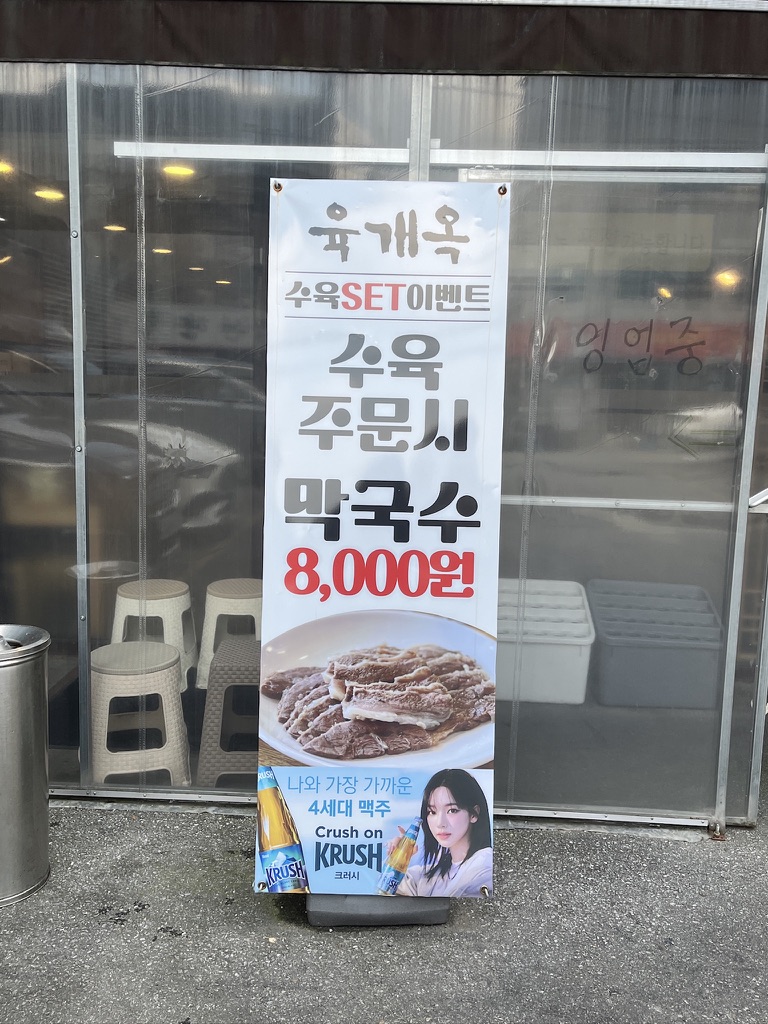 육개옥
수육SET이벤트
수육
주문시
막국수
8,000원
영업중
나와 가장 가까운
4세대 맥주
Crush on
KRUSH
크러시
KRUSH
KRUSH